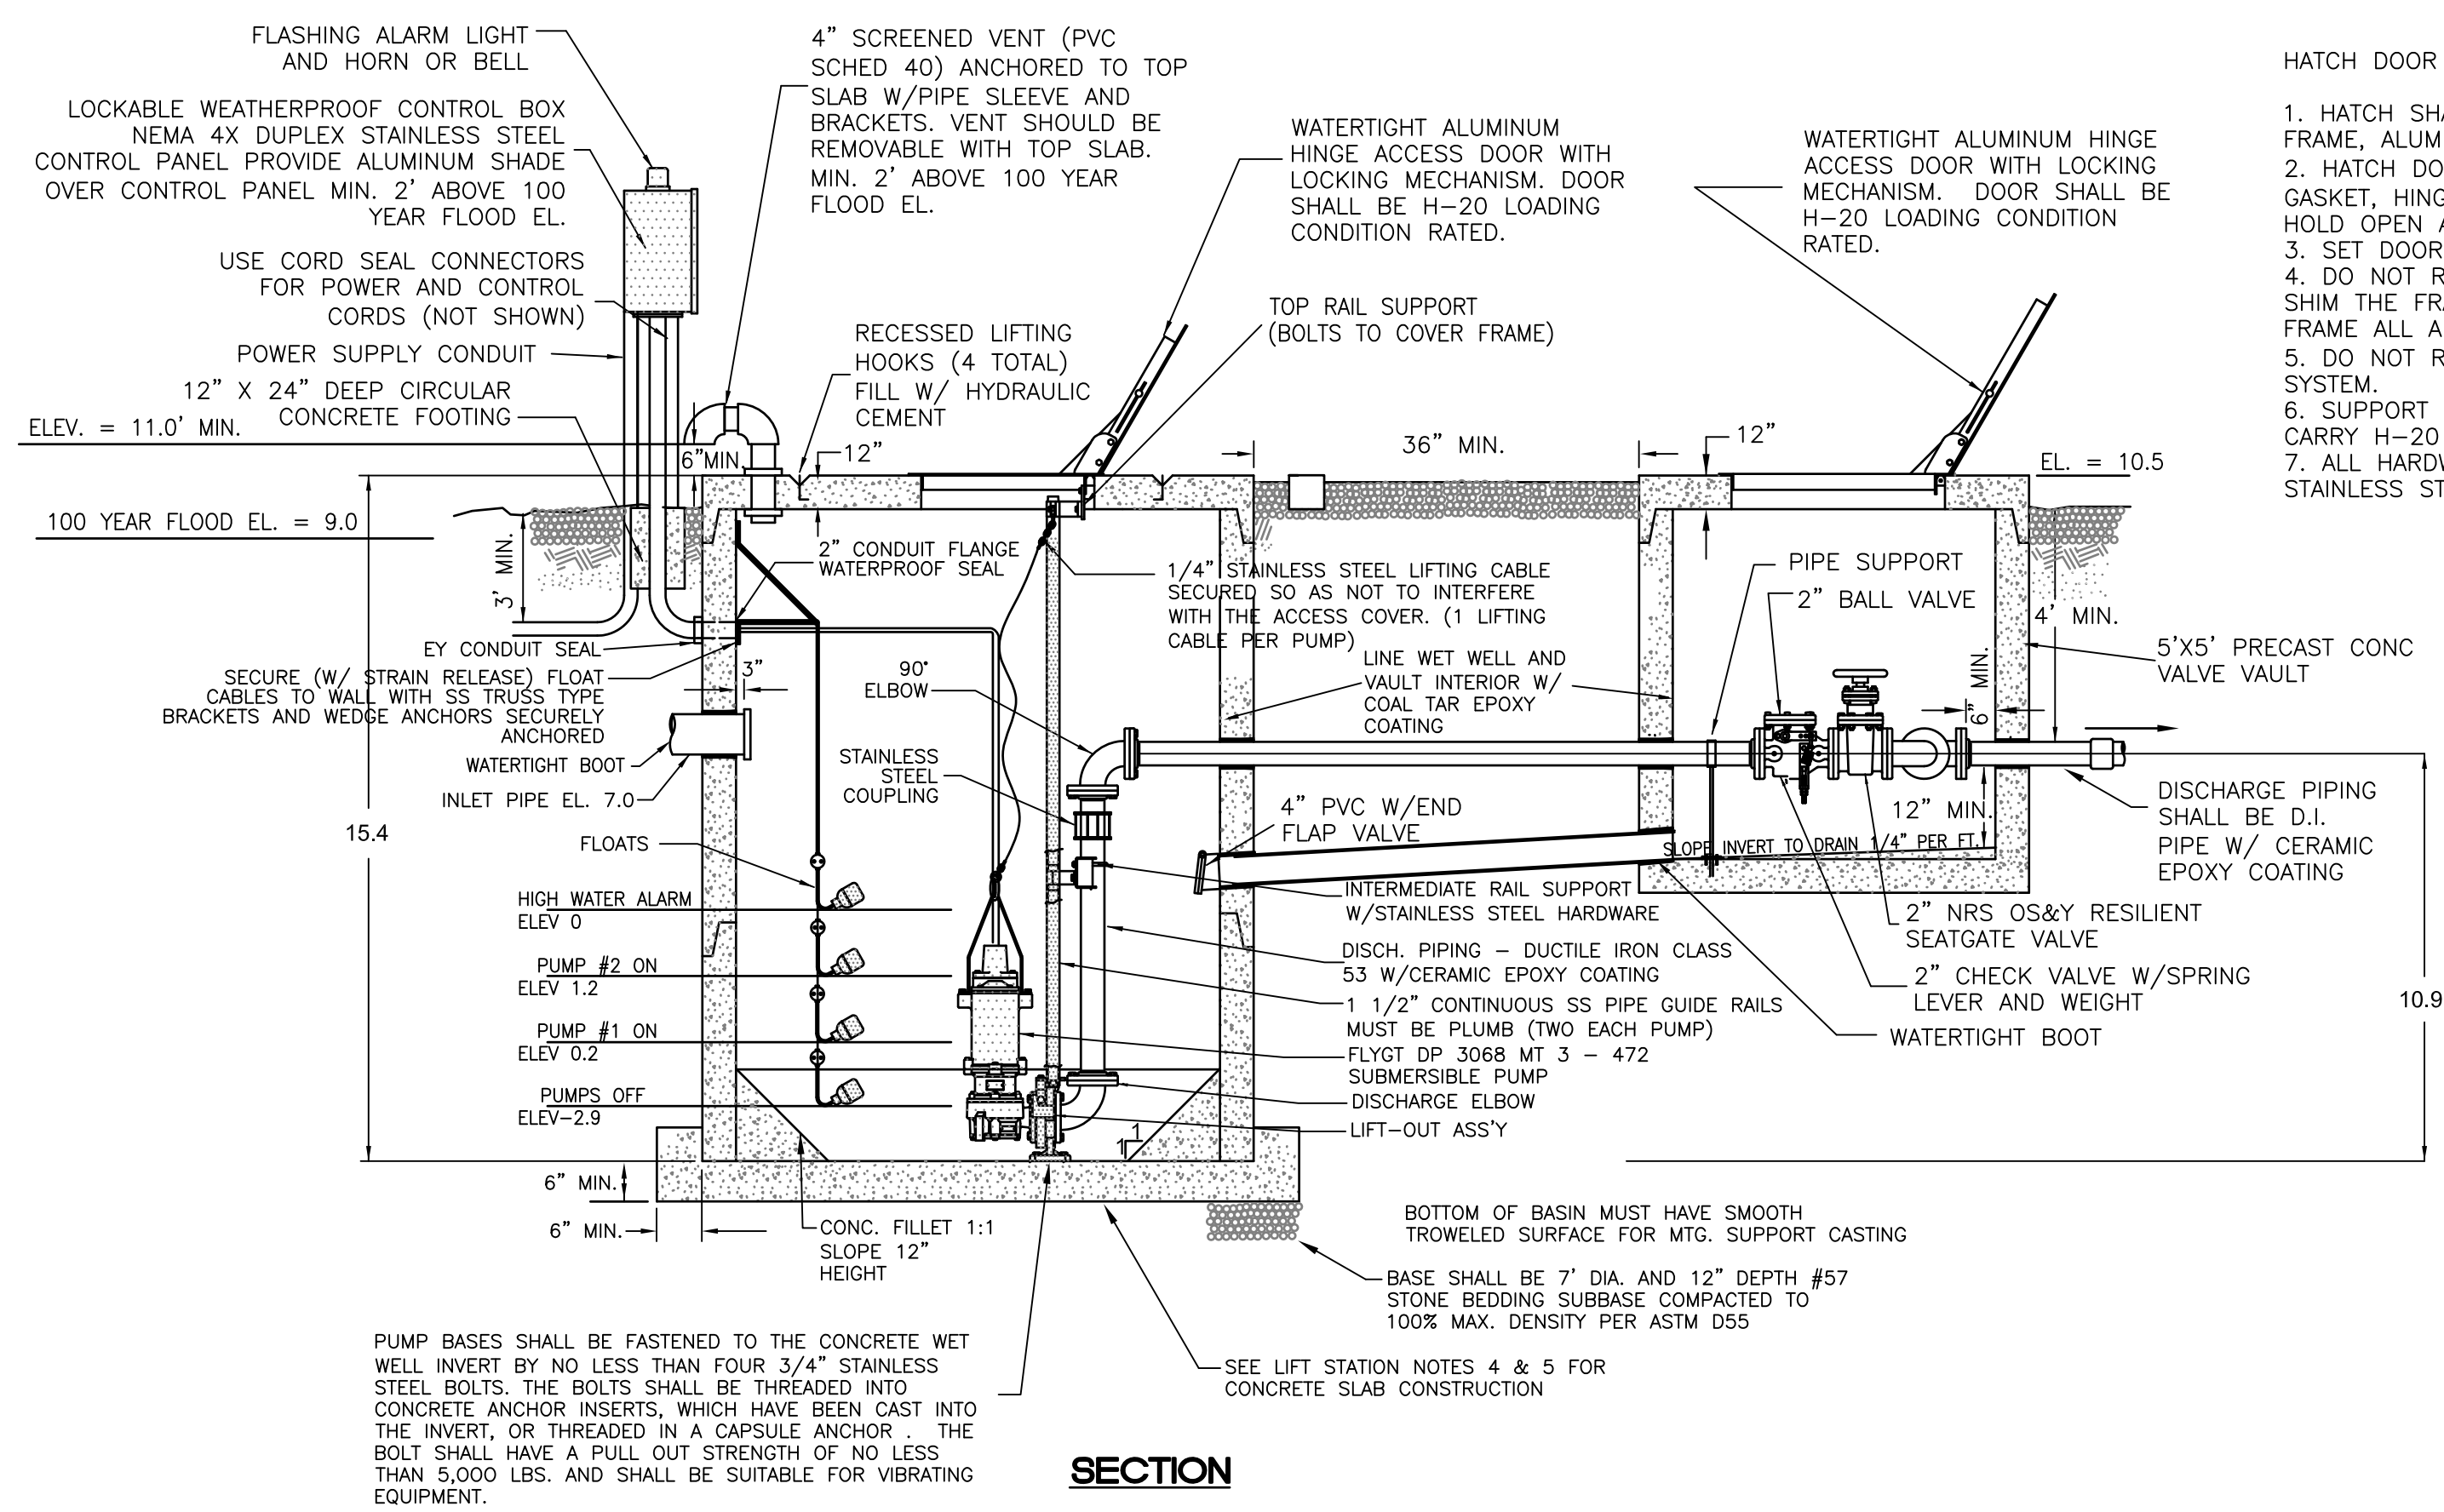 FLASHING ALARM LIGHT
AND HORN OR BELL
LOCKABLE WEATHERPROOF CONTROL BOX
NEMA 4X DUPLEX STAINLESS STEEL
CONTROL PANEL PROVIDE ALUMINUM SHADE
OVER CONTROL PANEL MIN. 2' ABOVE 100
YEAR FLOOD EL.
USE CORD SEAL CONNECTORS
FOR POWER AND CONTROL
CORDS (NOT SHOWN)
POWER SUPPLY CONDUIT
12" X 24" DEEP CIRCULAR
CONCRETE FOOTING
ELEV. = 11.0' MIN.
100 YEAR FLOOD EL. = 9.0
4" SCREENED VENT (PVC
SCHED 40) ANCHORED TO TOP
SLAB W/PIPE SLEEVE AND
BRACKETS. VENT SHOULD BE
REMOVABLE WITH TOP SLAB.
MIN. 2' ABOVE 100 YEAR
FLOOD EL.
RECESSED LIFTING
HOOKS (4 TOTAL)
FILL W/ HYDRAULIC
CEMENT
6"MIN.
12"
WATERTIGHT ALUMINUM
HINGE ACCESS DOOR WITH
LOCKING MECHANISM. DOOR
SHALL BE H-20 LOADING
CONDITION RATED.
TOP RAIL SUPPORT
(BOLTS TO COVER FRAME)
36" MIN.
WATERTIGHT ALUMINUM HINGE
ACCESS DOOR WITH LOCKING
MECHANISM. DOOR SHALL BE
H-20 LOADING CONDITION
RATED.
12"
EL. = 10.5
HATCH DOOR
1. HATCH SHA
FRAME, ALUM
2. HATCH DO
GASKET, HING
HOLD OPEN A
3. SET DOOR
4. DO NOT R
SHIM THE FRA
FRAME ALL A
5. DO NOT R
SYSTEM.
6. SUPPORT
CARRY H-20
7. ALL HARDW
STAINLESS ST
3' MIN.
2" CONDUIT FLANGE
WATERPROOF SEAL
EY CONDUIT SEAL
SECURE (W/ STRAIN RELEASE) FLOAT
CABLES TO WALL WITH SS TRUSS TYPE
BRACKETS AND WEDGE ANCHORS SECURELY
ANCHORED
3"
WATERTIGHT BOOT
INLET PIPE EL. 7.0
15.4
FLOATS
HIGH WATER ALARM
ELEV 0
PUMP #2 ON
ELEV 1.2
PUMP #1 ON
ELEV 0.2
PUMPS OFF
ELEV-2.9
6" MIN.
6" MIN.
90°
ELBOW
STAINLESS
STEEL
COUPLING
1/4" STAINLESS STEEL LIFTING CABLE
SECURED SO AS NOT TO INTERFERE
WITH THE ACCESS COVER. (1 LIFTING
CABLE PER PUMP)
LINE WET WELL AND
VAULT INTERIOR W/
COAL TAR EPOXY
COATING
4" PVC W/END
FLAP VALVE
INTERMEDIATE RAIL SUPPORT
W/STAINLESS STEEL HARDWARE
DISCH. PIPING - DUCTILE IRON CLASS
53 W/CERAMIC EPOXY COATING
1 1/2" CONTINUOUS SS PIPE GUIDE RAILS
MUST BE PLUMB (TWO EACH PUMP)
FLYGT DP 3068 MT 3 - 472
SUBMERSIBLE PUMP
DISCHARGE ELBOW
LIFT-OUT ASS'Y
1
1
PIPE SUPPORT
2" BALL VALVE
4' MIN.
6" MIN.
5'X5' PRECAST CONC
VALVE VAULT
12" MIN.
SLOPE INVERT TO DRAIN 1/4" PER FT.
DISCHARGE PIPING
SHALL BE D.I.
PIPE W/ CERAMIC
EPOXY COATING
2" NRS OS&Y RESILIENT
SEATGATE VALVE
2" CHECK VALVE W/SPRING
LEVER AND WEIGHT
WATERTIGHT BOOT
10.9
CONC. FILLET 1:1
SLOPE 12"
HEIGHT
BOTTOM OF BASIN MUST HAVE SMOOTH
TROWELED SURFACE FOR MTG. SUPPORT CASTING
BASE SHALL BE 7' DIA. AND 12" DEPTH #57
STONE BEDDING SUBBASE COMPACTED TO
100% MAX. DENSITY PER ASTM D55
SEE LIFT STATION NOTES 4 & 5 FOR
CONCRETE SLAB CONSTRUCTION
PUMP BASES SHALL BE FASTENED TO THE CONCRETE WET
WELL INVERT BY NO LESS THAN FOUR 3/4" STAINLESS
STEEL BOLTS. THE BOLTS SHALL BE THREADED INTO
CONCRETE ANCHOR INSERTS, WHICH HAVE BEEN CAST INTO
THE INVERT, OR THREADED IN A CAPSULE ANCHOR . THE
BOLT SHALL HAVE A PULL OUT STRENGTH OF NO LESS
THAN 5,000 LBS. AND SHALL BE SUITABLE FOR VIBRATING
EQUIPMENT.
SECTION